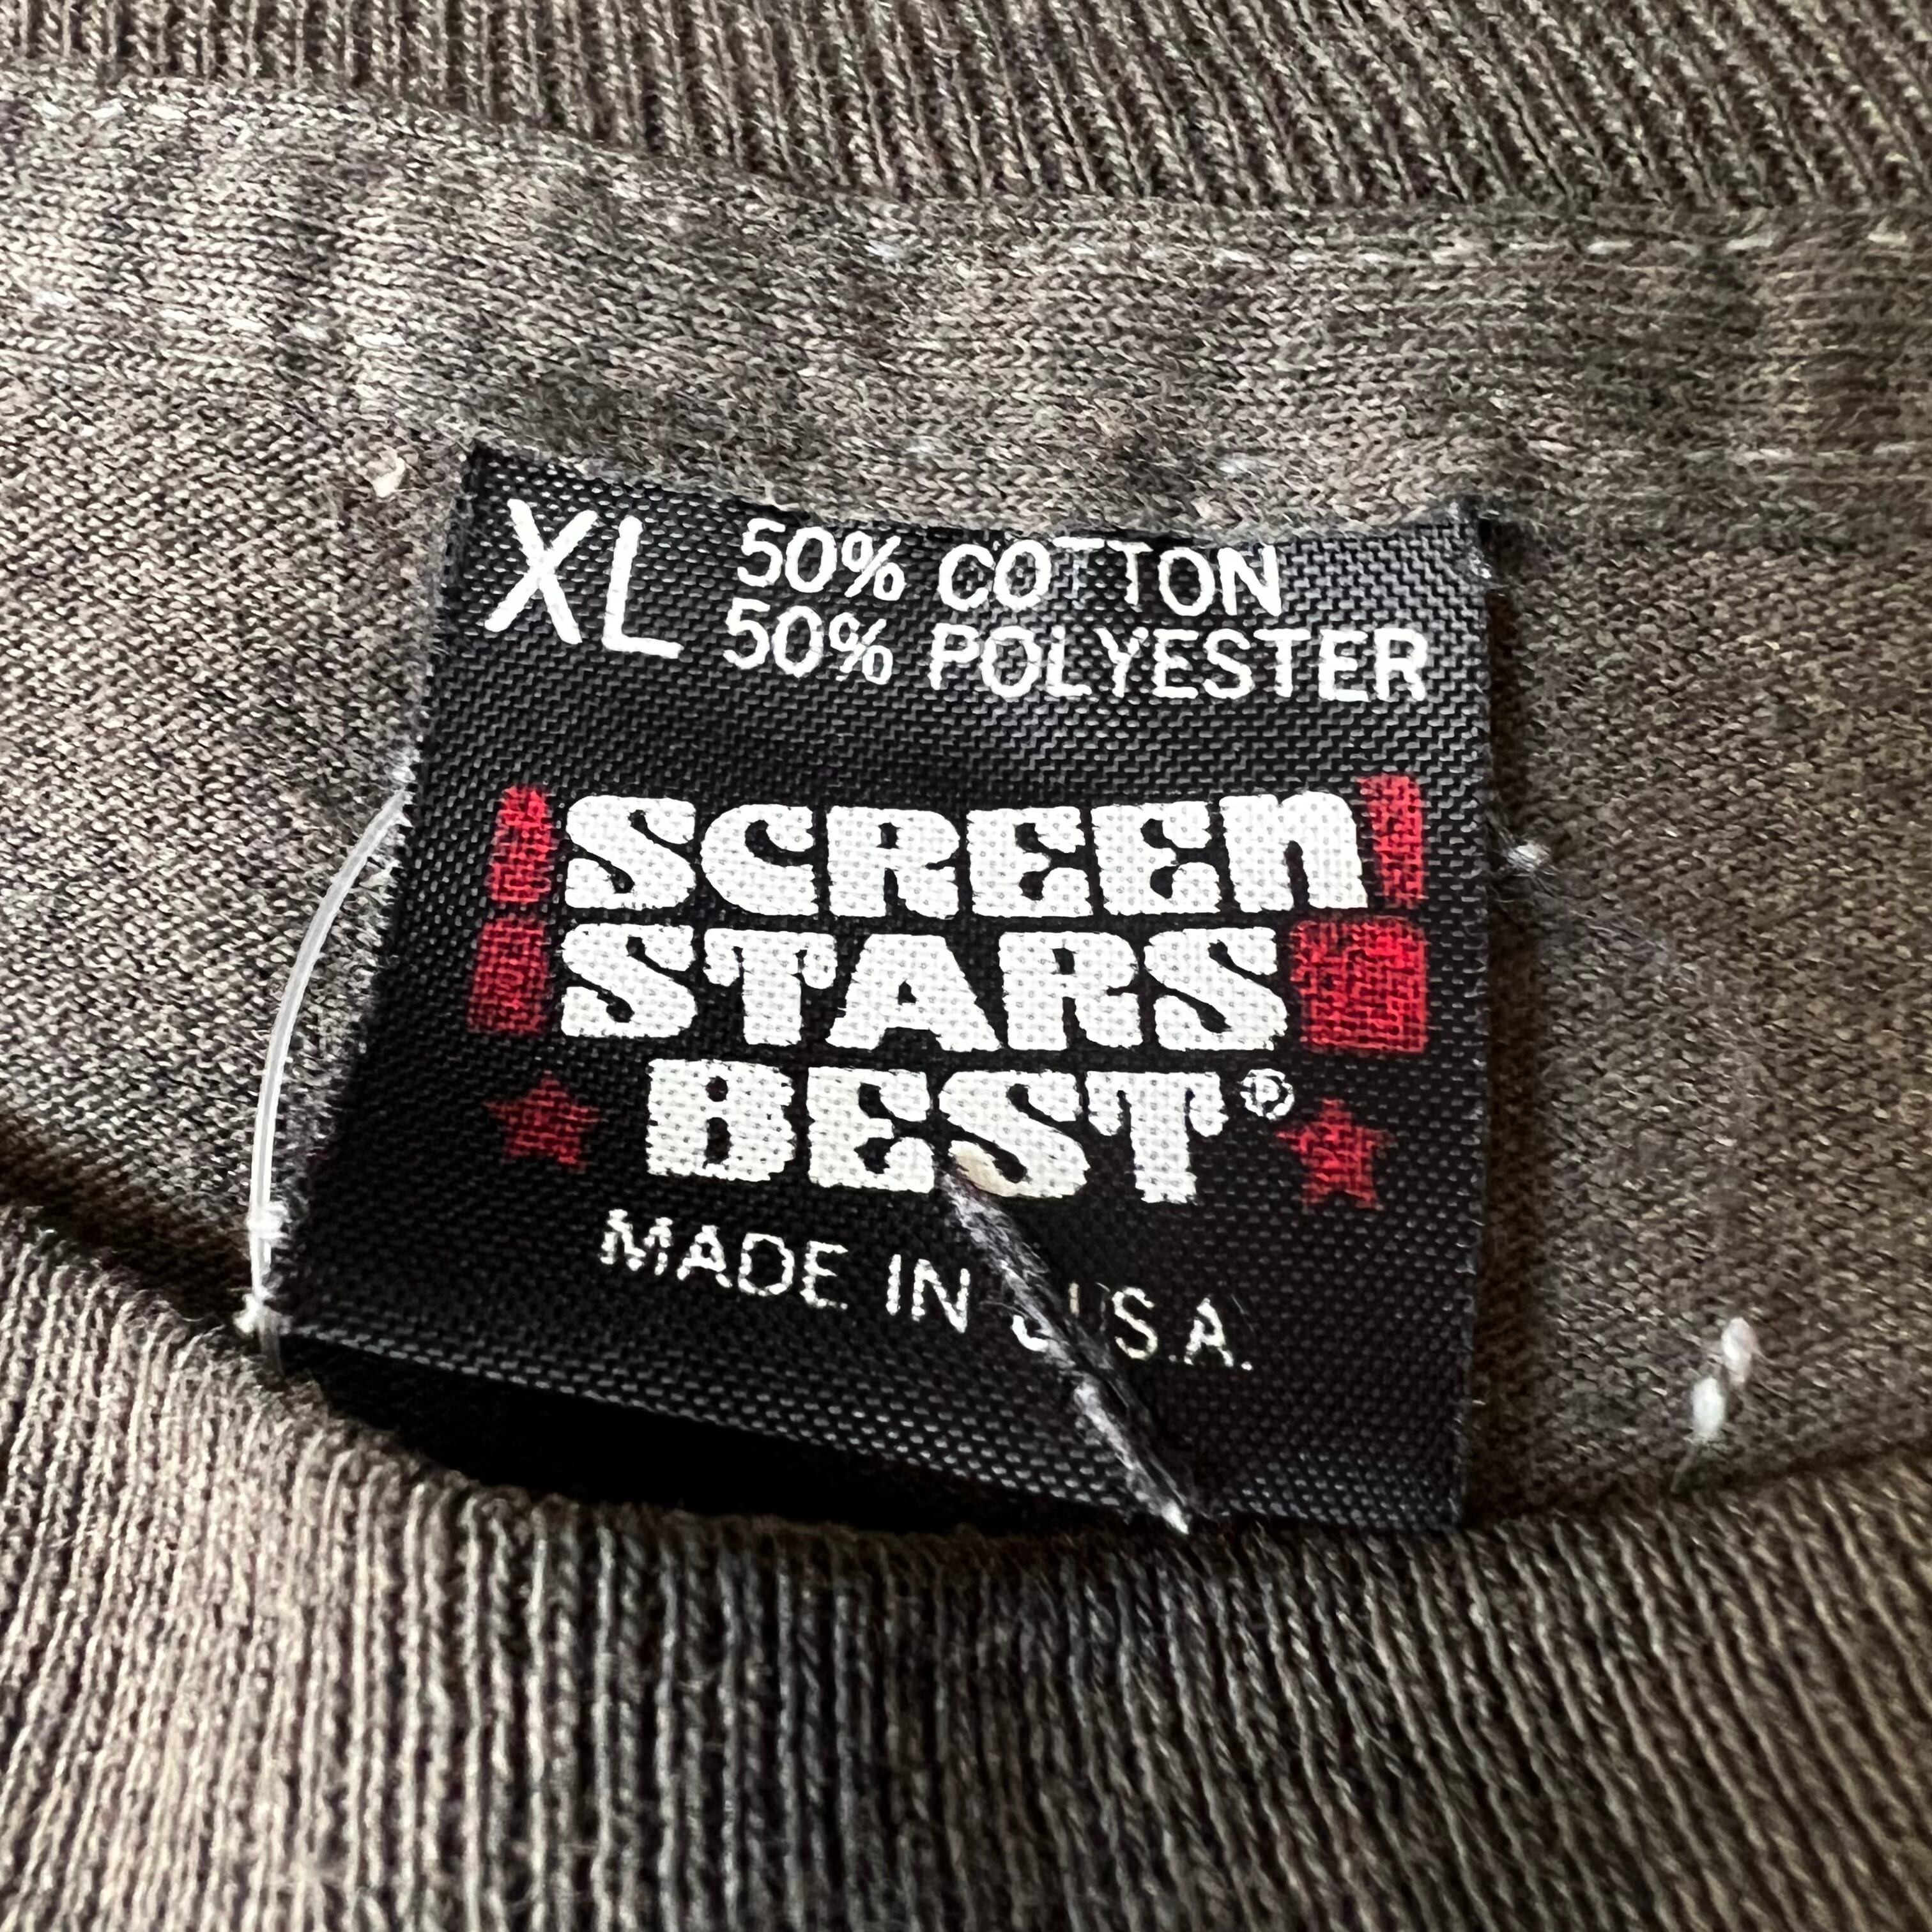 XL 50% COTTON
50% POLYESTER
SCREEN
STARS
BEST®
MADE IN U.S.A.